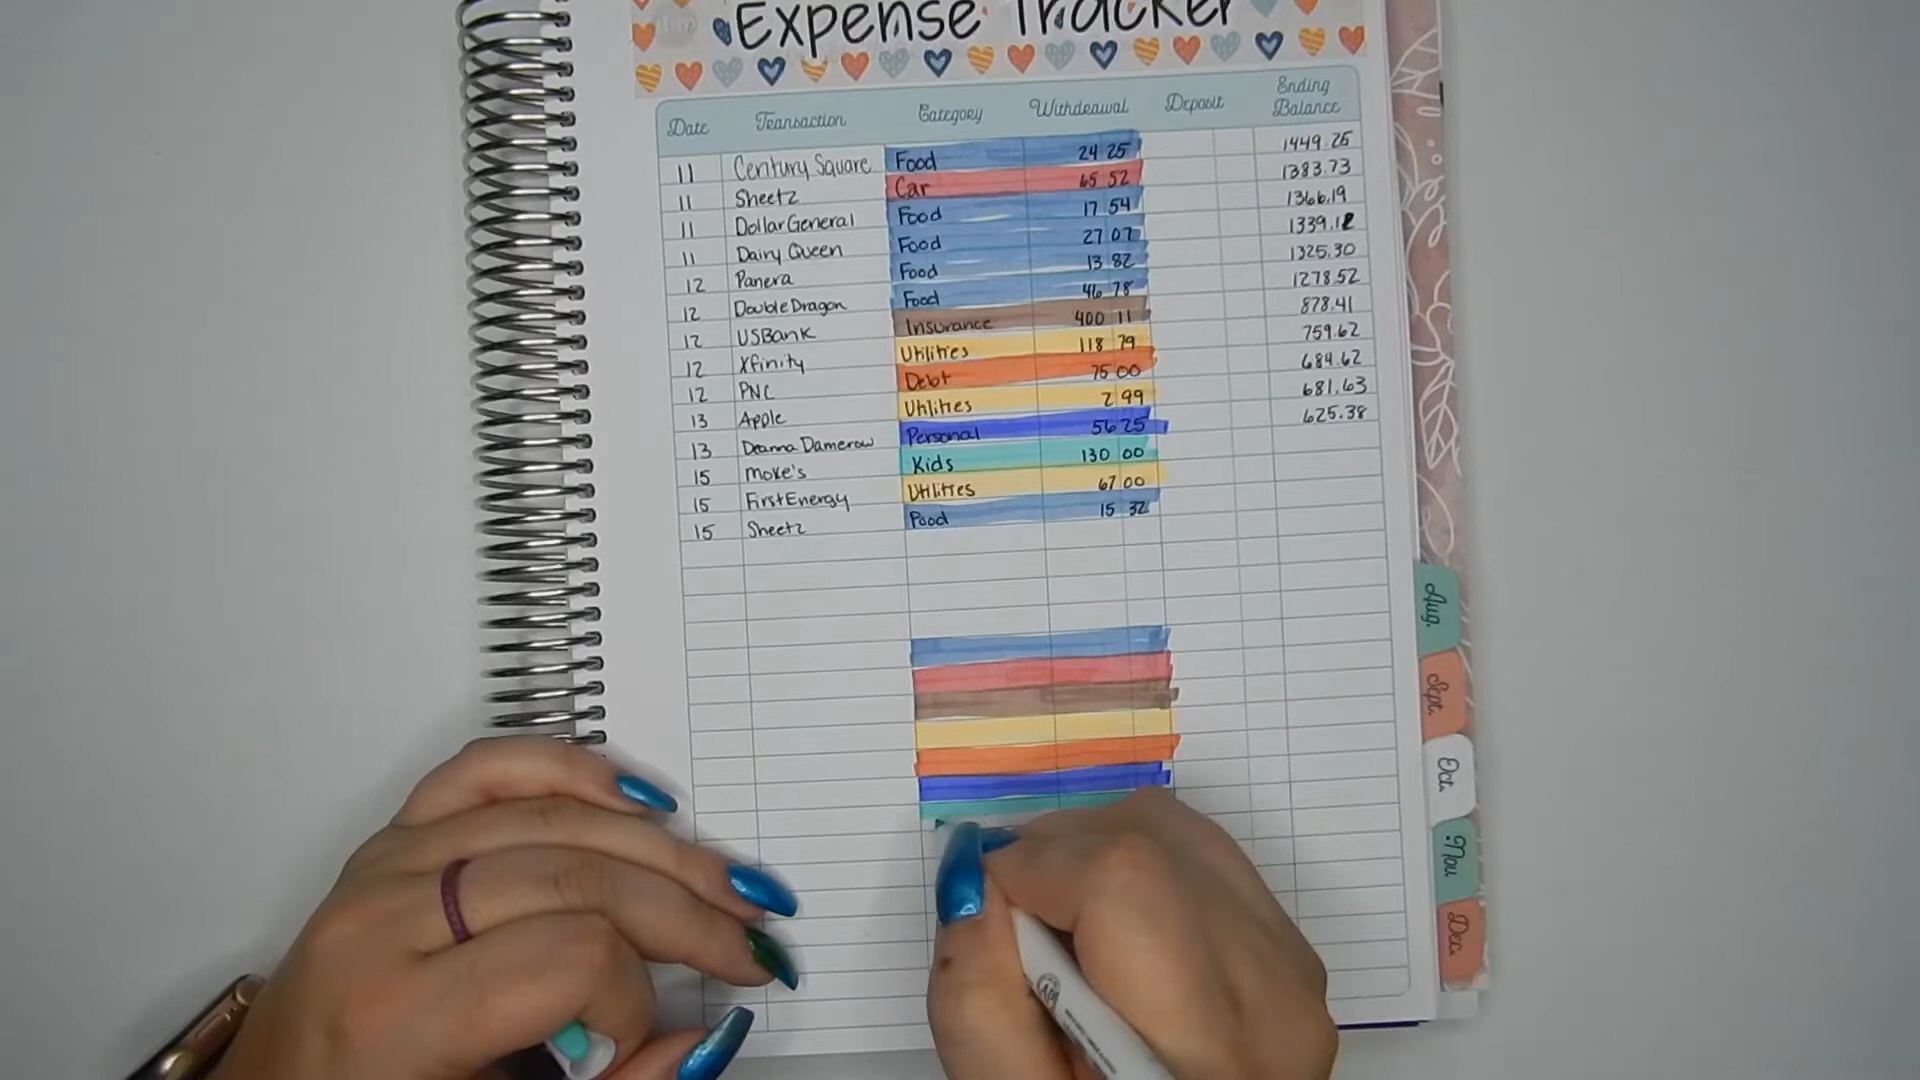 Expense Tracker
Date Transaction Category Withdrawal Deposit Ending Balance
11 Century Square Food 24 25 1449.25
11 Sheetz Car 65 52 1383.73
11 Dollar General Food 17 54 1366.19
11 Dairy Queen Food 27 07 1339.12
12 Panera Food 13 82 1325.30
12 Double Dragon Food 46 78 1278.52
12 USBank Insurance 400 11 878.41
12 Xfinity Utilities 118 79 759.62
12 PNC Debt 75 00 684.62
13 Apple Utilities 2 99 681.63
13 Deanna Damerow Personal 56 25 625.38
15 Moke's Kids 130 00
15 FirstEnergy Utilities 67 00
15 Sheetz Food 15 32
Aug.
Sept.
Oct.
Nov.
Dec.